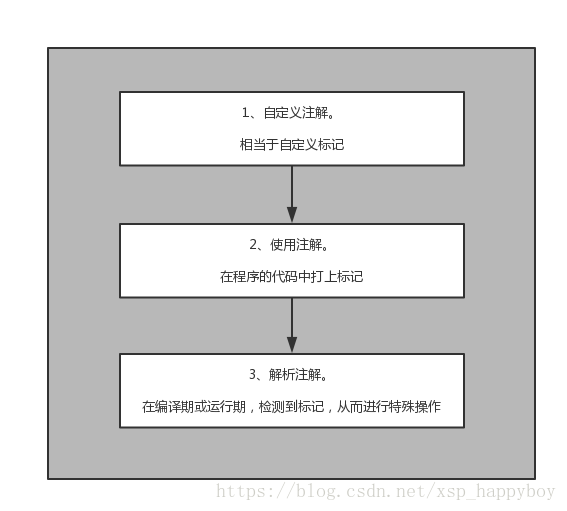 1、自定义注解。
相当于自定义标记
2、使用注解。
在程序的代码中打上标记
3、解析注解。
在编译期或运行期，检测到标记，从而进行特殊操作
https://blog.csdn.net/xsp_happyboy